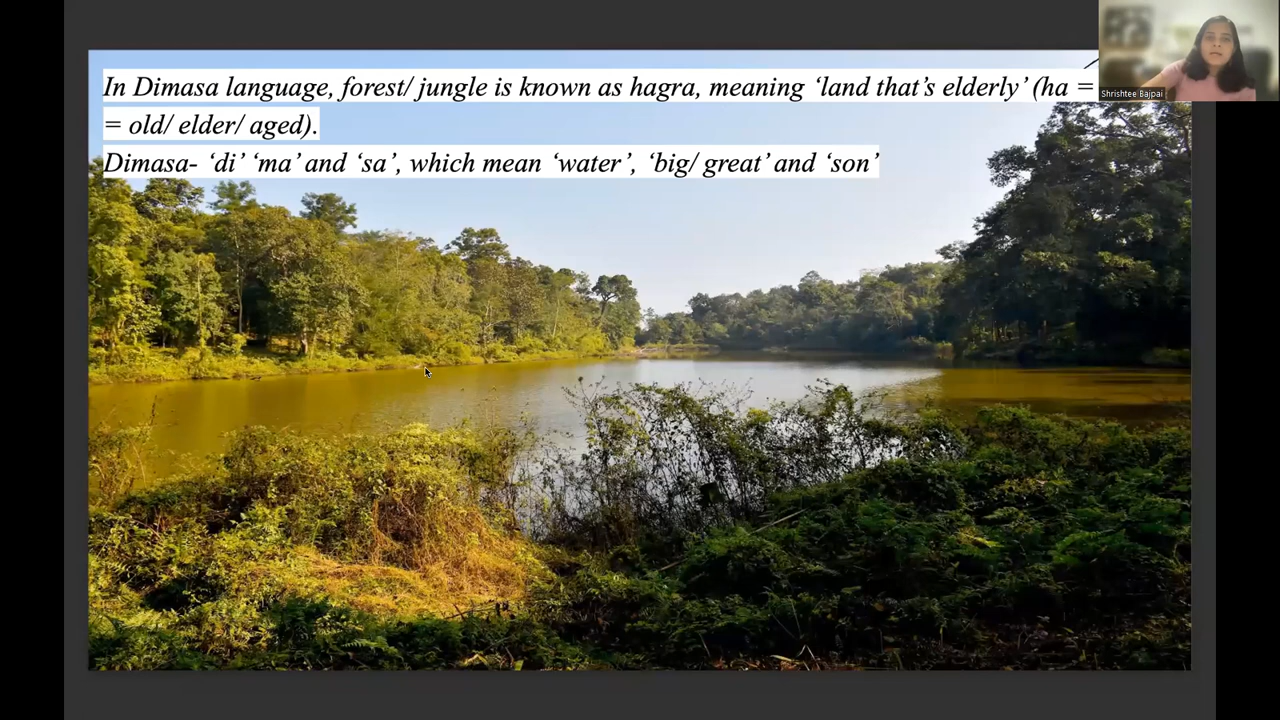 In Dimasa language, forest/ jungle is known as hagra, meaning ‘land that’s elderly’ (ha =
= old/ elder/ aged).
Dimasa- ‘di’ ‘ma’ and ‘sa’, which mean ‘water’, ‘big/ great’ and ‘son’
Shrishtee Bajpai